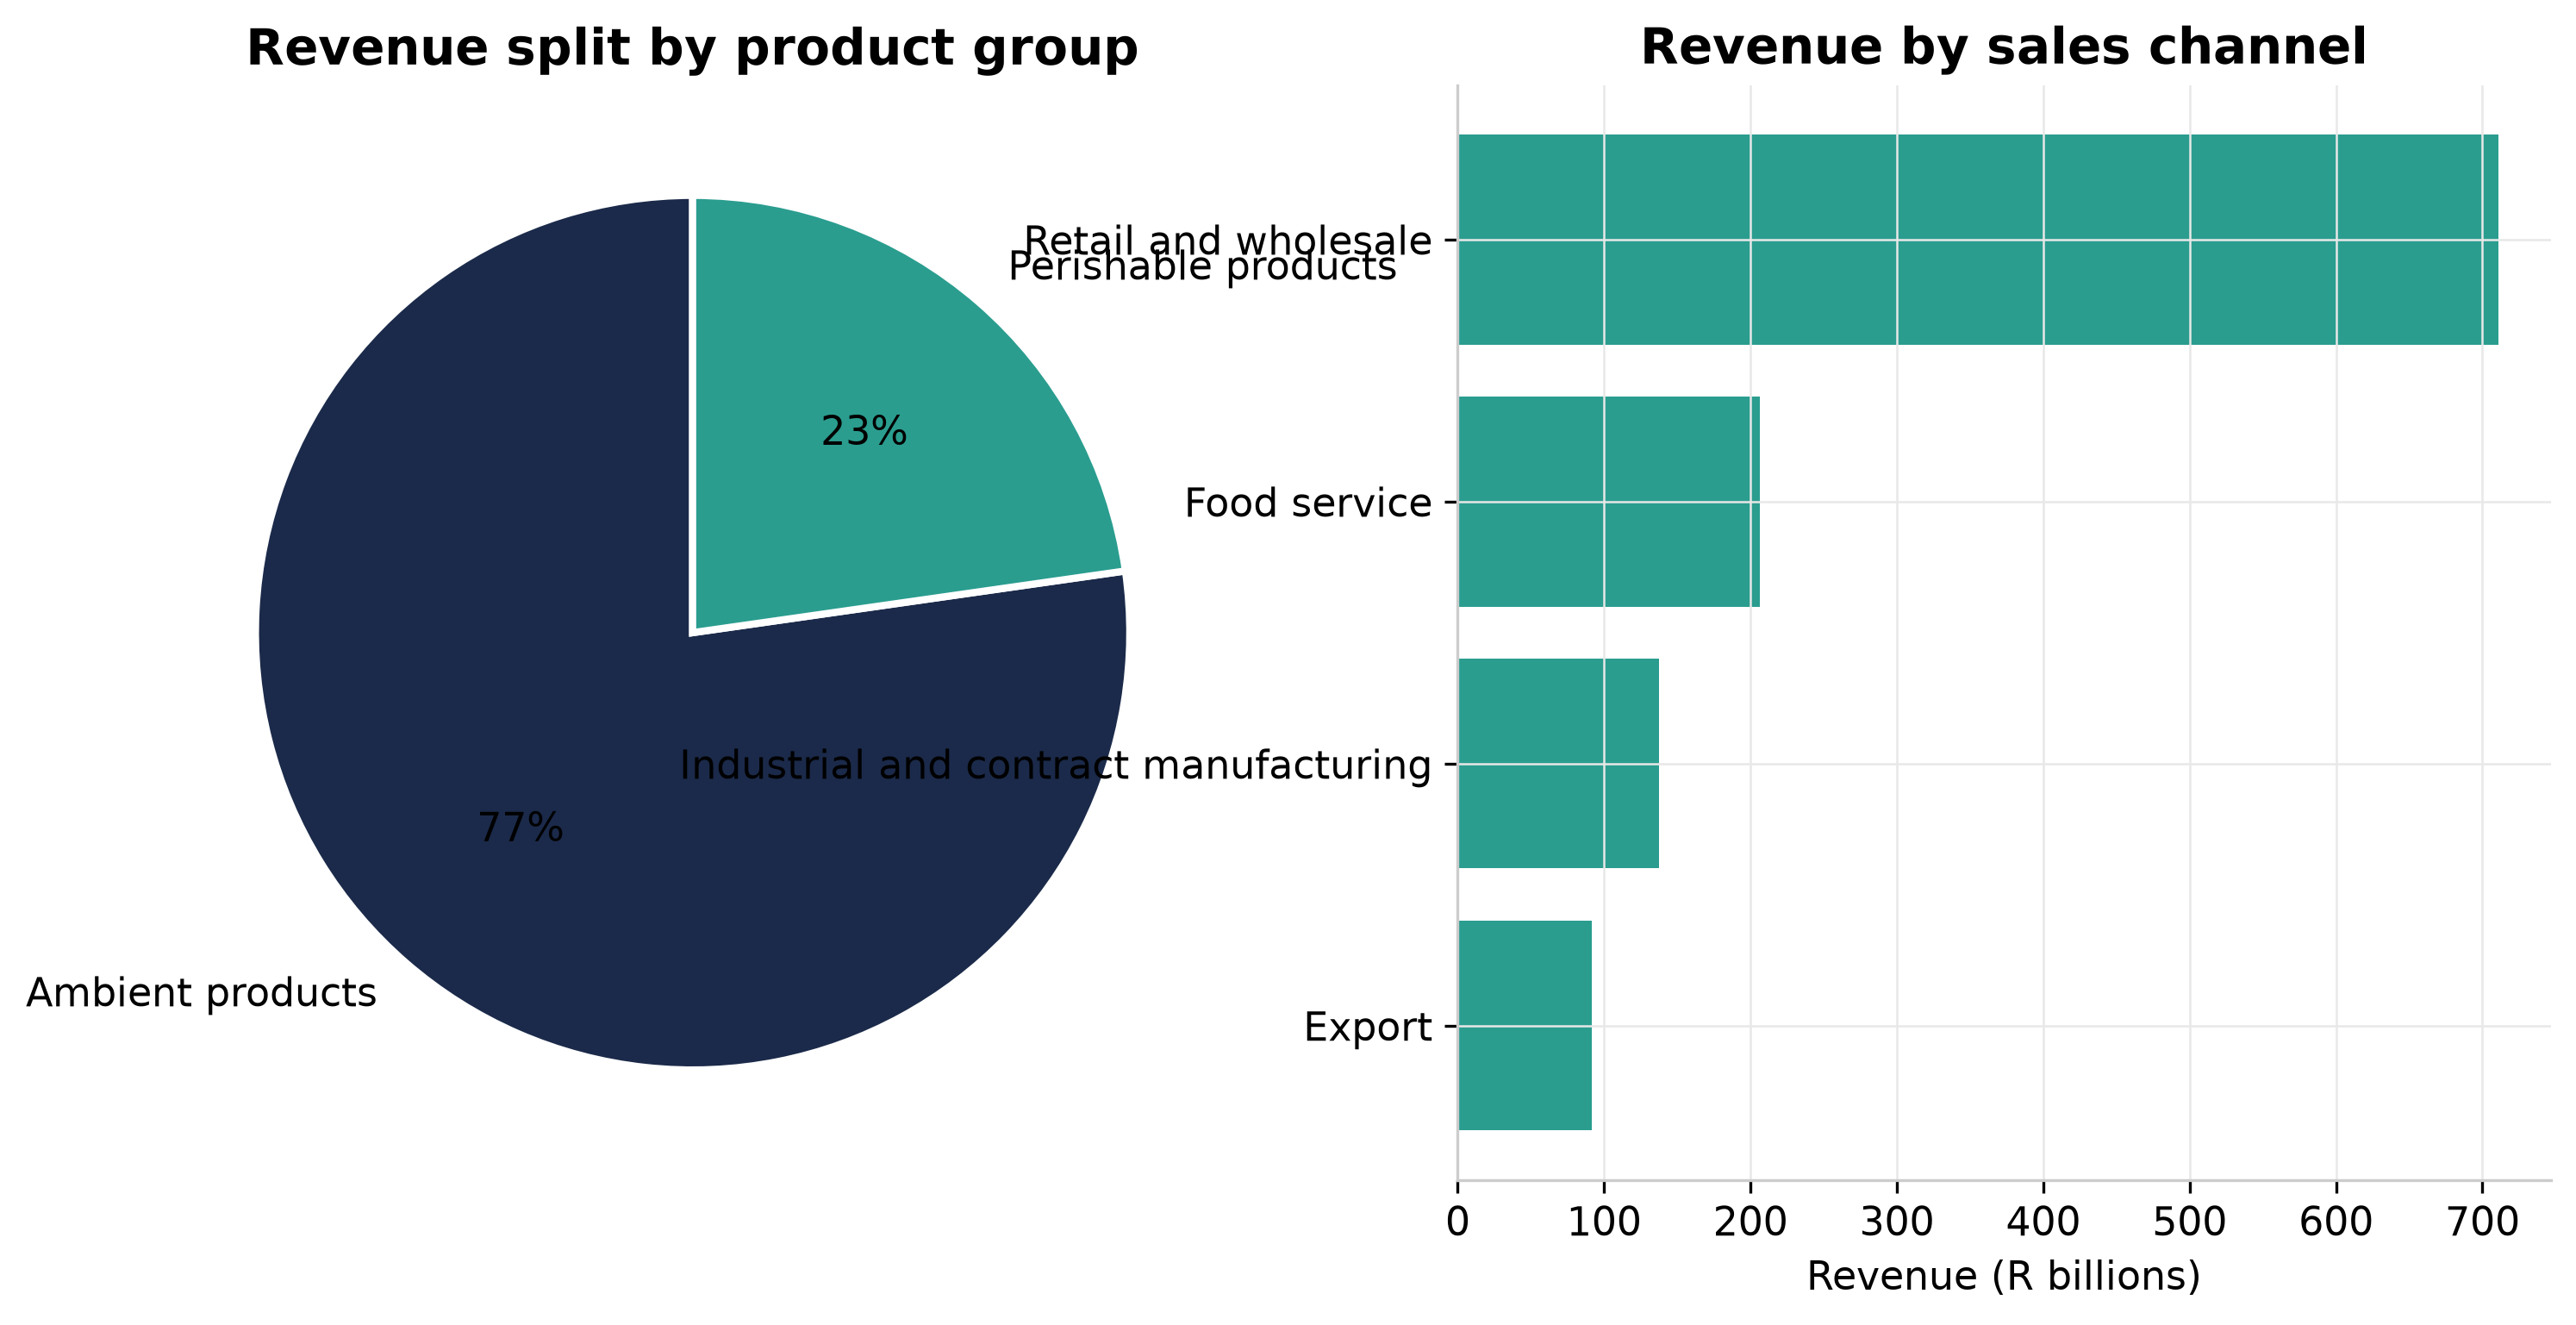 Revenue split by product group
Perishable products
23%
77%
Ambient products
Revenue by sales channel
Retail and wholesale
Food service
Industrial and contract manufacturing
Export
0 100 200 300 400 500 600 700
Revenue (R billions)